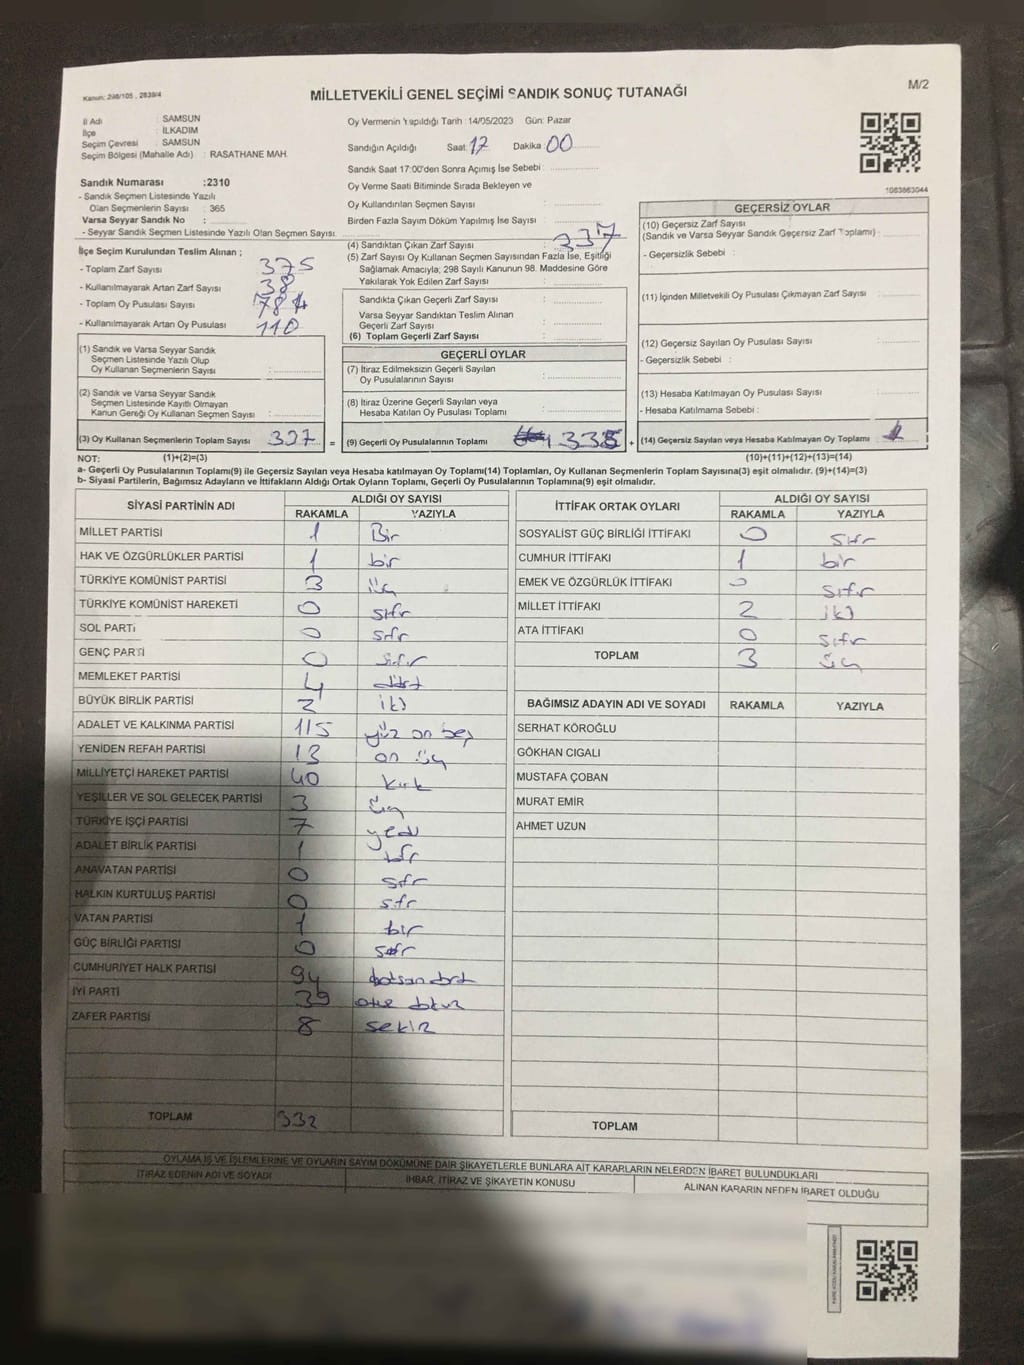 Kanun: 298/105 , 2839/4
MİLLETVEKİLİ GENEL SEÇİMİ SANDIK SONUÇ TUTANAĞI
M/2
İl Adı : SAMSUN
İlçe : İLKADIM
Seçim Çevresi : SAMSUN
Seçim Bölgesi (Mahalle Adı) : RASATHANE MAH.
Oy Vermenin Yapıldığı Tarih :14/05/2023 Gün: Pazar
Sandığın Açıldığı Saat: 17 Dakika: 00
Sandık Saat 17:00'den Sonra Açımış İse Sebebi :
Oy Verme Saati Bitiminde Sırada Bekleyen ve
Oy Kullandırılan Seçmen Sayısı :
Birden Fazla Sayım Döküm Yapılmış İse Sayısı :
1083863044
Sandık Numarası :2310
- Sandık Seçmen Listesinde Yazılı
Olan Seçmenlerin Sayısı : 365
Varsa Seyyar Sandık No :
- Seyyar Sandık Listesinde Yazılı Olan Seçmen Sayısı:
İlçe Seçim Kurulundan Teslim Alınan ;
- Toplam Zarf Sayısı : 375
- Kullanılmayarak Artan Zarf Sayısı : 38
- Toplam Oy Pusulası Sayısı : 784
- Kullanılmayarak Artan Oy Pusulası : 110
(4) Sandıktan Çıkan Zarf Sayısı : 337
(5) Zarf Sayısı Oy Kullanan Seçmen Sayısından Fazla İse, Eşitliği
Sağlamak Amacıyla; 298 Sayılı Kanunun 98. Maddesine Göre
Yakılarak Yok Edilen Zarf Sayısı :
Sandıkta Çıkan Geçerli Zarf Sayısı :
Varsa Seyyar Sandıktan Teslim Alınan
Geçerli Zarf Sayısı :
(6) Toplam Geçerli Zarf Sayısı :
GEÇERSİZ OYLAR
(10) Geçersiz Zarf Sayısı
(Sandık ve Varsa Seyyar Sandık Geçersiz Zarf Toplamı) :
- Geçersizlik Sebebi :
(11) İçinden Milletvekili Oy Pusulası Çıkmayan Zarf Sayısı :
(12) Geçersiz Sayılan Oy Pusulası Sayısı :
- Geçersizlik Sebebi :
(13) Hesaba Katılmayan Oy Pusulası Sayısı :
- Hesaba Katılmama Sebebi :
(1) Sandık ve Varsa Seyyar Sandık
Seçmen Listesinde Yazılı Olup
Oy Kullanan Seçmenlerin Sayısı :
(2) Sandık ve Varsa Seyyar Sandık
Seçmen Listesinde Kayıtlı Olmayan
Kanun Gereği Oy Kullanan Seçmen Sayısı :
GEÇERLİ OYLAR
(7) İtiraz Edilmeksizin Geçerli Sayılan
Oy Pusulalarının Sayısı :
(8) İtiraz Üzerine Geçerli Sayılan veya
Hesaba Katılan Oy Pusulası Toplamı :
(3) Oy Kullanan Seçmenlerin Toplam Sayısı : 337 = (9) Geçerli Oy Pusulalarının Toplamı : 335 + (14) Geçersiz Sayılan veya Hesaba Katılmayan Oy Toplamı :
NOT: (1)+(2)=(3) (10)+(11)+(12)+(13)=(14)
a- Geçerli Oy Pusulalarının Toplamı(9) ile Geçersiz Sayılan veya Hesaba katılmayan Oy Toplamı(14) Toplamları, Oy Kullanan Seçmenlerin Toplam Sayısına(3) eşit olmalıdır. (9)+(14)=(3)
b- Siyasi Partilerin, Bağımsız Adayların ve İttifakların Aldığı Oyların Toplamı, Geçerli Oy Pusulalarının Toplamına(9) eşit olmalıdır.
SİYASİ PARTİNİN ADI ALDIĞI OY SAYISI
RAKAMLA YAZIYLA
MİLLET PARTİSİ 1 Bir
HAK VE ÖZGÜRLÜKLER PARTİSİ 1 bir
TÜRKİYE KOMÜNİST PARTİSİ 3 üç
TÜRKİYE KOMÜNİST HAREKETİ 0 sıfır
SOL PARTİ 0 sıfır
GENÇ PARTİ 0 sıfır
MEMLEKET PARTİSİ 4 dört
BÜYÜK BİRLİK PARTİSİ 2 iki
ADALET VE KALKINMA PARTİSİ 115 yüz on beş
YENİDEN REFAH PARTİSİ 13 on üç
MİLLİYETÇİ HAREKET PARTİSİ 40 kırk
YEŞİLLER VE SOL GELECEK PARTİSİ 3 üç
TÜRKİYE İŞÇİ PARTİSİ 7 yedi
ADALET BİRLİK PARTİSİ 1 bir
ANAVATAN PARTİSİ 0 sıfır
HALKIN KURTULUŞ PARTİSİ 0 sıfır
VATAN PARTİSİ 1 bir
GÜÇ BİRLİĞİ PARTİSİ 0 sıfır
CUMHURİYET HALK PARTİSİ 94 doksan dört
İYİ PARTİ 39 otuz dokuz
ZAFER PARTİSİ 8 sekiz
TOPLAM 332
İTTİFAK ORTAK OYLARI ALDIĞI OY SAYISI
RAKAMLA YAZIYLA
SOSYALİST GÜÇ BİRLİĞİ İTTİFAKI 0 sıfır
CUMHUR İTTİFAKI 1 bir
EMEK VE ÖZGÜRLÜK İTTİFAKI 0 sıfır
MİLLET İTTİFAKI 2 iki
ATA İTTİFAKI 0 sıfır
TOPLAM 3 üç
BAĞIMSIZ ADAYIN ADI VE SOYADI RAKAMLA YAZIYLA
SERHAT KÖROĞLU
GÖKHAN CIGALI
MUSTAFA ÇOBAN
MURAT EMİR
AHMET UZUN
TOPLAM
OYLAMA İŞ VE İŞLEMLERİNE VE OYLARIN SAYIM DÖKÜMÜNE DAİR ŞİKAYETLERLE BUNLARA AİT KARARLARIN NELERDEN İBARET BULUNDUKLARI
İTİRAZ EDENİN ADI VE SOYADI İHBAR, İTİRAZ VE ŞİKAYETİN KONUSU ALINAN KARARIN NEDEN İBARET OLDUĞU